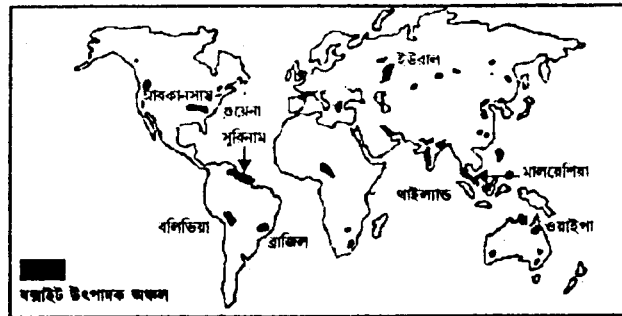 ইউরাল
আরকানসাস
গুয়েনা
সুরিনাম
মালয়েশিয়া
থাইল্যান্ড
বলিভিয়া
ব্রাজিল
ওয়াইপা
বক্সাইট উৎপাদক অঞ্চল